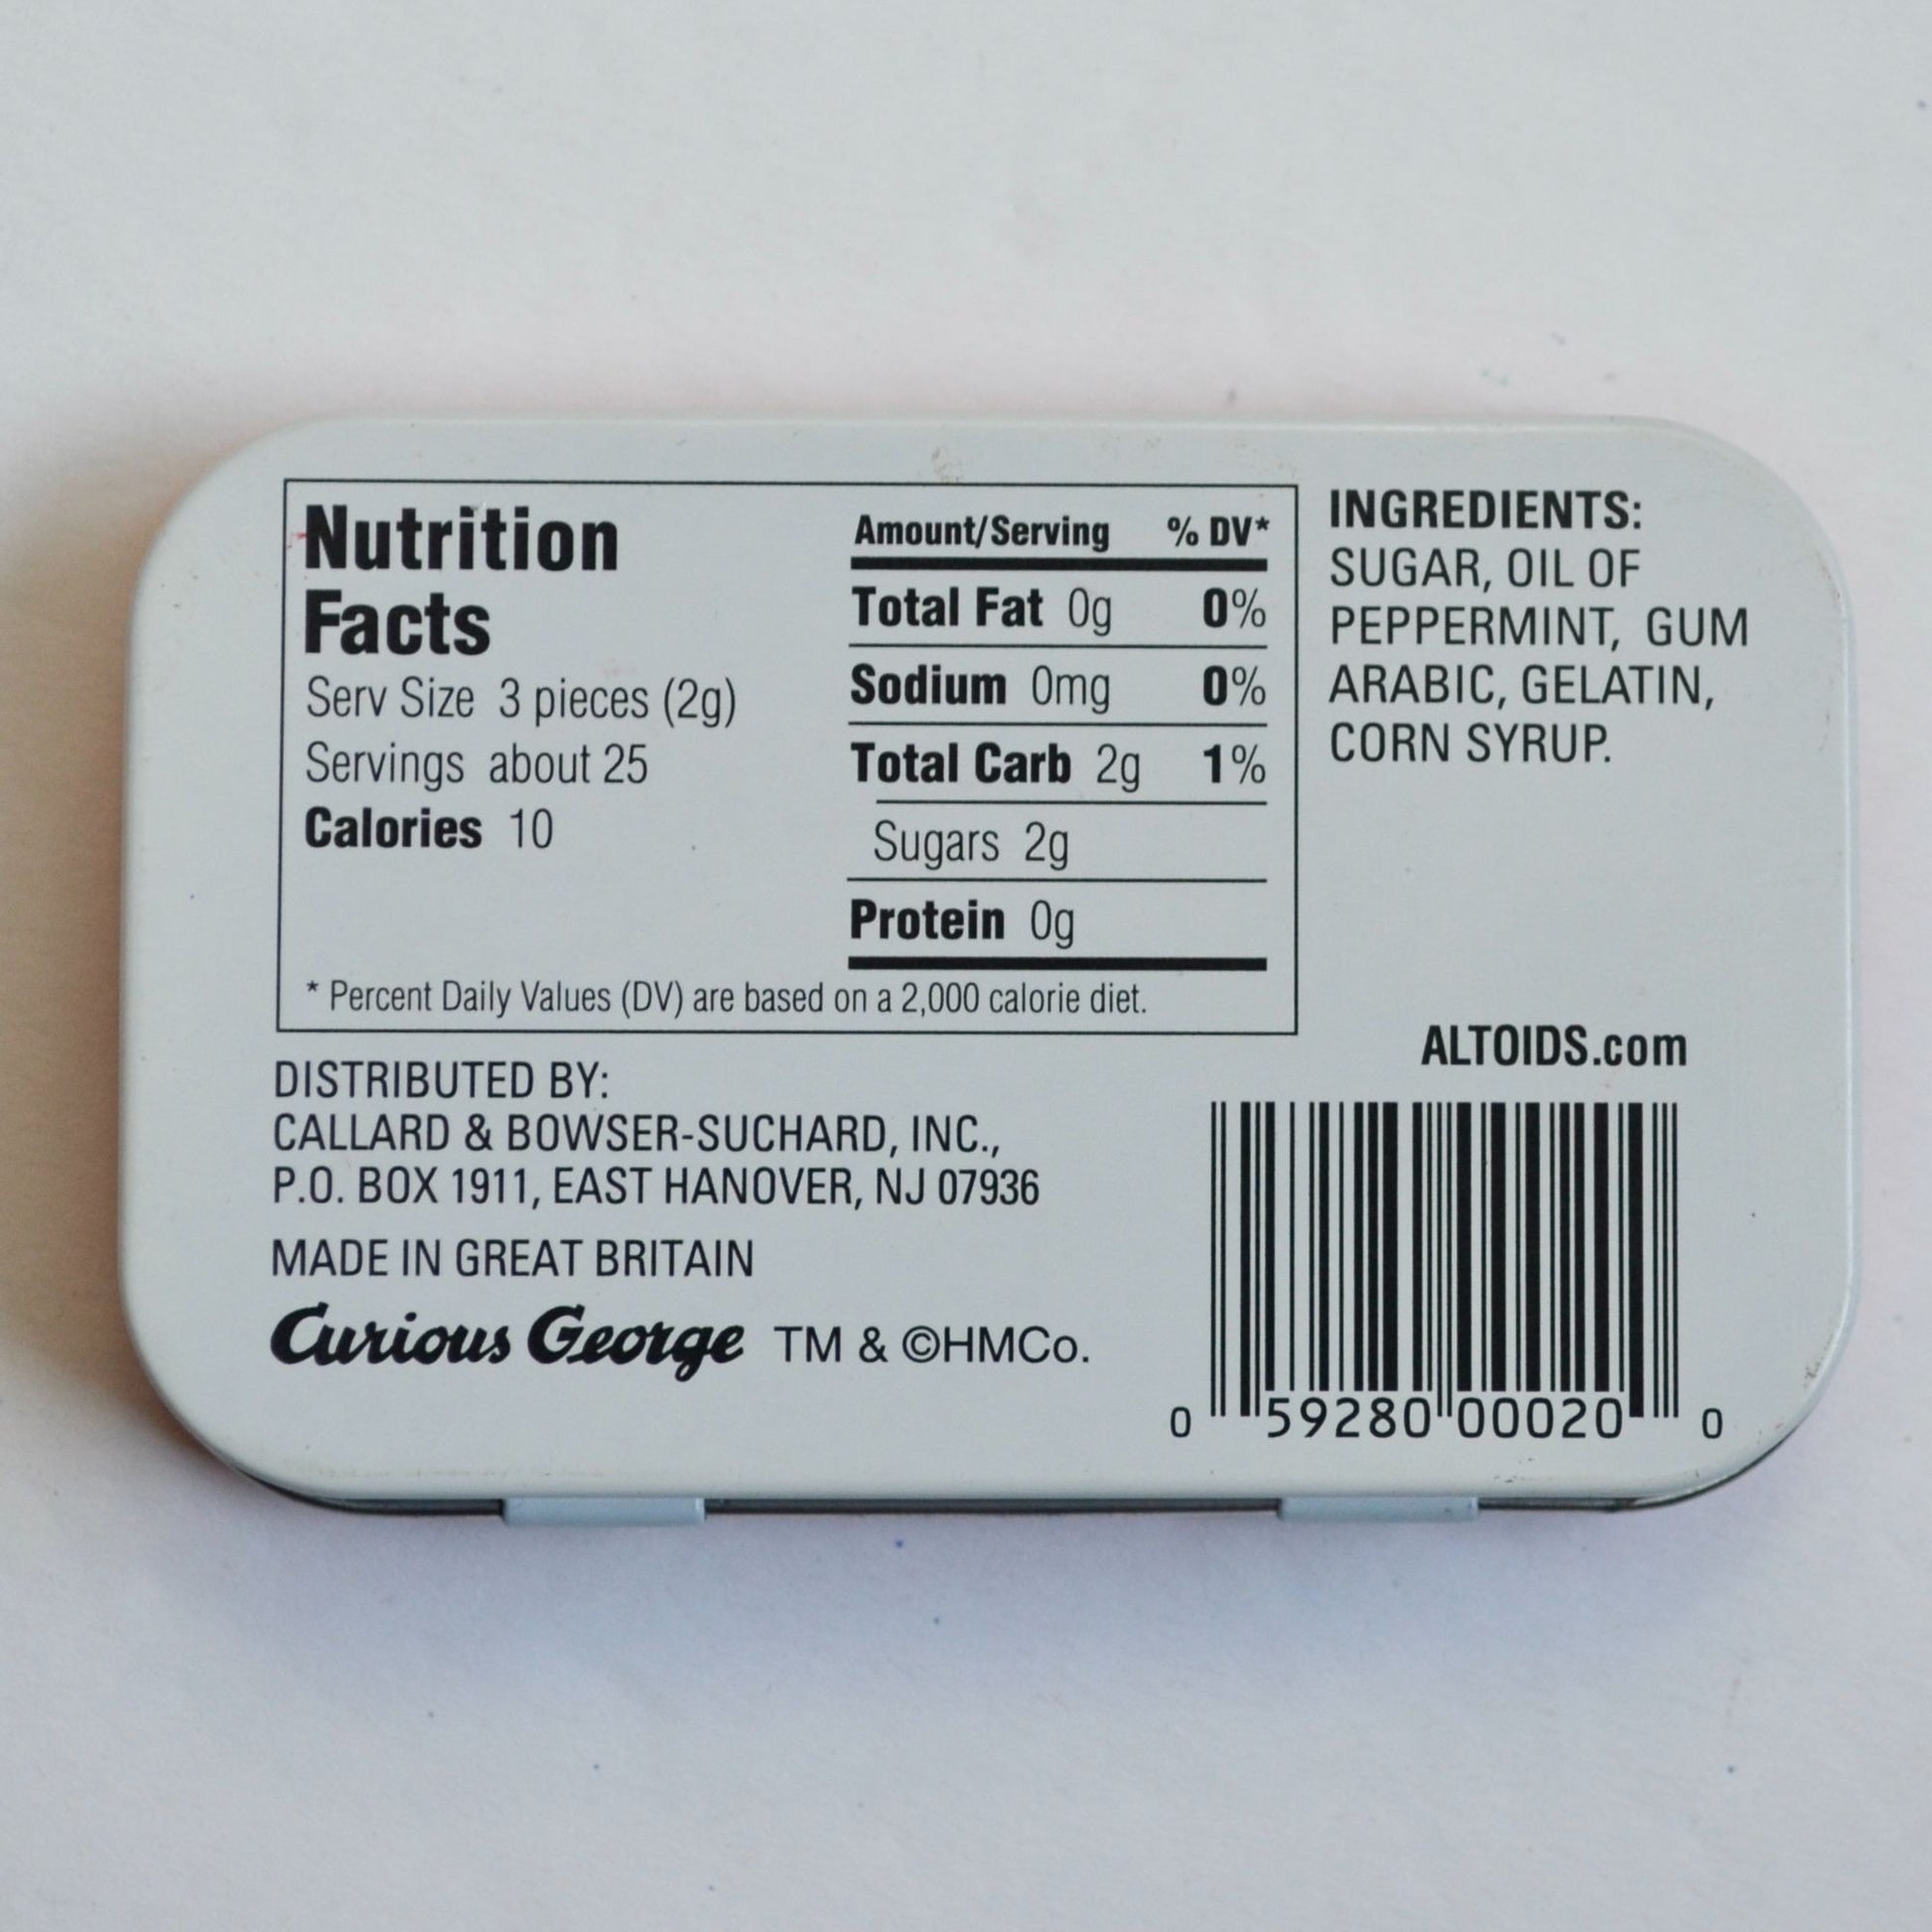 Nutrition
Facts
Serv Size 3 pieces (2g)
Servings about 25
Calories 10
Amount/Serving % DV*
Total Fat 0g 0%
Sodium 0mg 0%
Total Carb 2g 1%
Sugars 2g
Protein 0g
* Percent Daily Values (DV) are based on a 2,000 calorie diet.
INGREDIENTS:
SUGAR, OIL OF
PEPPERMINT, GUM
ARABIC, GELATIN,
CORN SYRUP.
DISTRIBUTED BY:
CALLARD & BOWSER-SUCHARD, INC.,
P.O. BOX 1911, EAST HANOVER, NJ 07936
MADE IN GREAT BRITAIN
Curious George TM & ©HMCo.
ALTOIDS.com
0 59280 00020 0